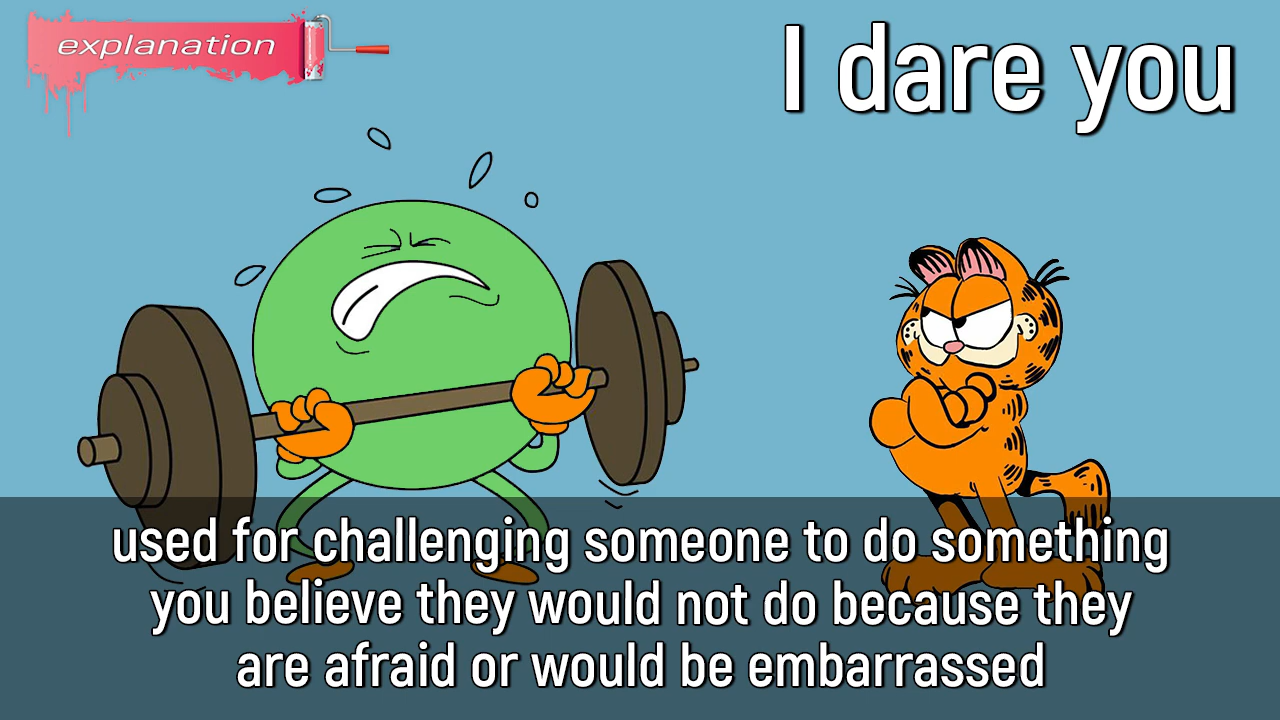 explanation
I dare you
used for challenging someone to do something
you believe they would not do because they
are afraid or would be embarrassed